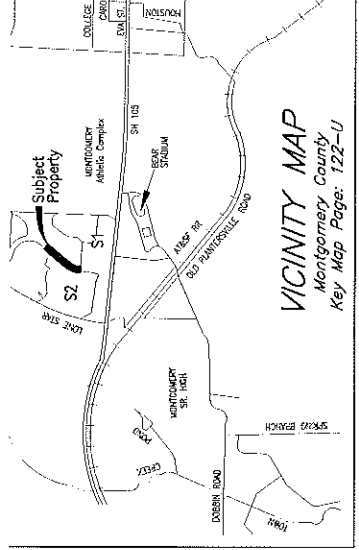 COLLEGE
CARO
EVA ST.
HOUSTON
Subject
Property
MONTGOMERY
Athletic Complex
SH 105
BEAR
STADIUM
S1
S2
LONE STAR
AT&SF RR
OLD PLANTERSVILLE ROAD
MONTGOMERY
SR. HIGH
POND
CREEK
DOBBIN ROAD
TOWN
SPRING BRANCH
VICINITY MAP
Montgomery County
Key Map Page: 122-U